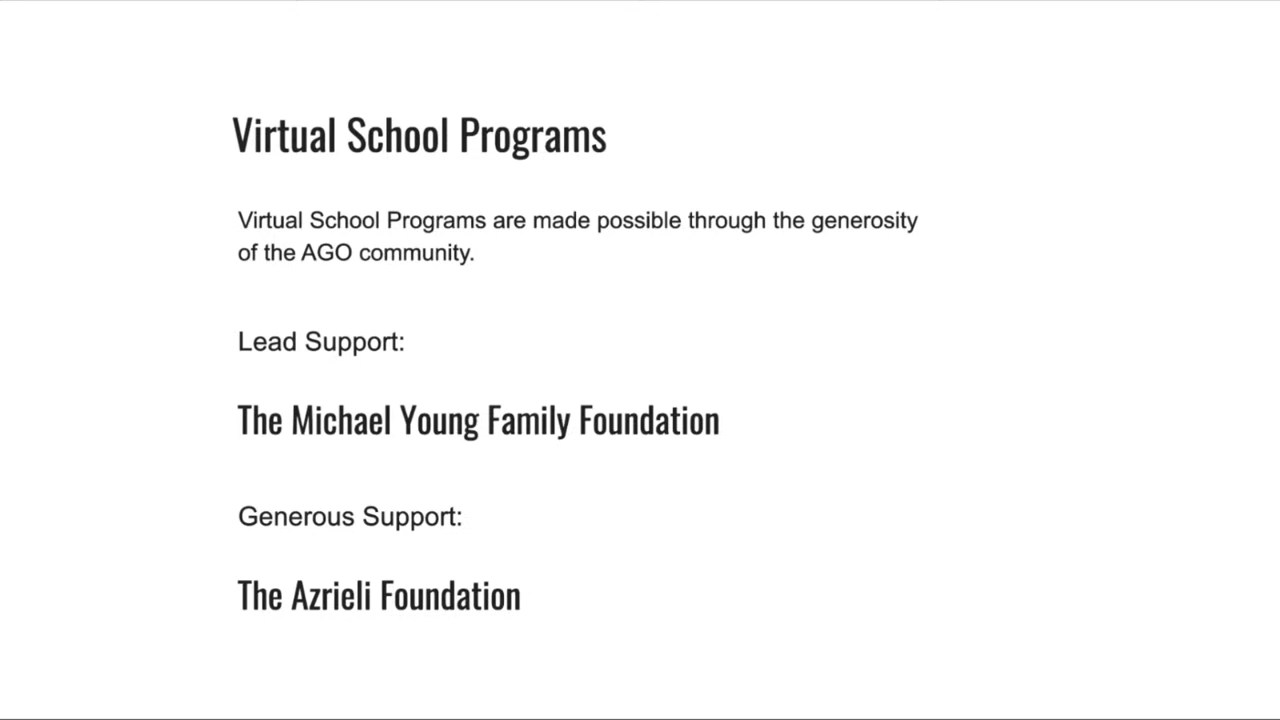 Virtual School Programs
Virtual School Programs are made possible through the generosity
of the AGO community.
Lead Support:
The Michael Young Family Foundation
Generous Support:
The Azrieli Foundation